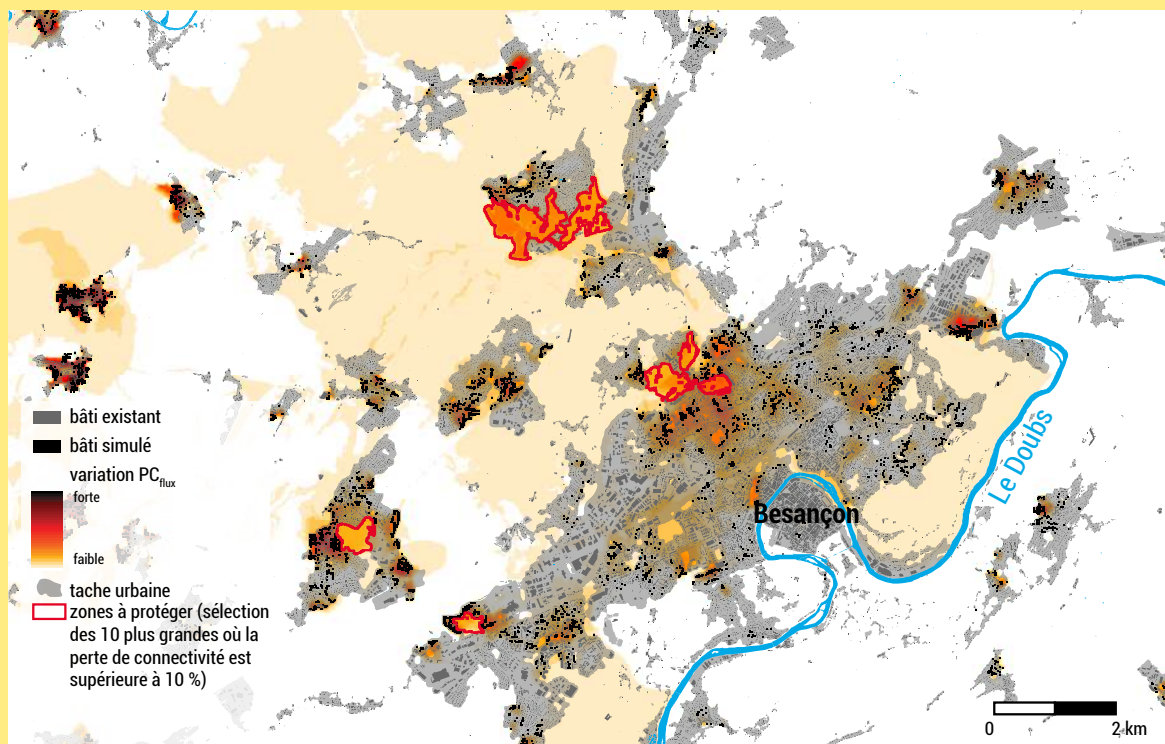 bâti existant
bâti simulé
variation PC_flux
forte
faible
tache urbaine
zones à protéger (sélection
des 10 plus grandes où la
perte de connectivité est
supérieure à 10 %)
Besançon
Le Doubs
0 2 km